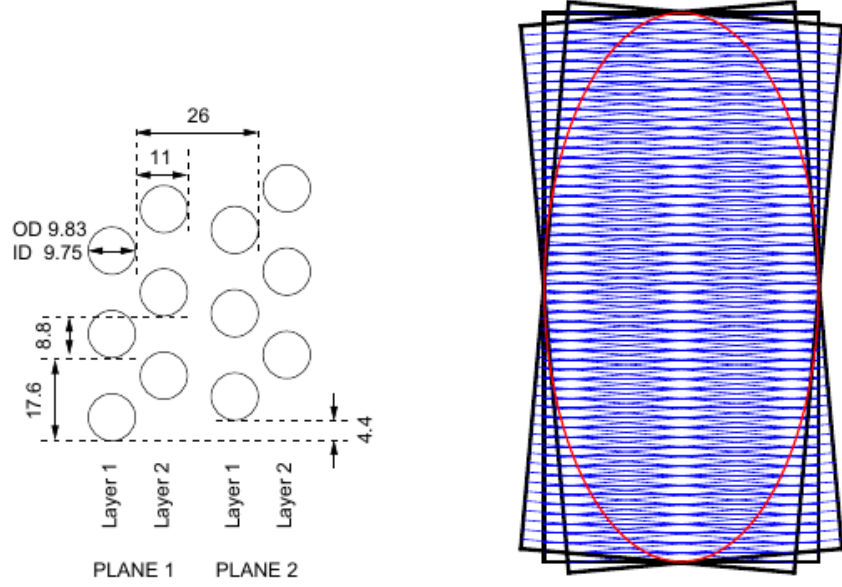 26
11
OD 9.83
ID 9.75
8.8
17.6
4.4
Layer 1
Layer 2
Layer 1
Layer 2
PLANE 1
PLANE 2